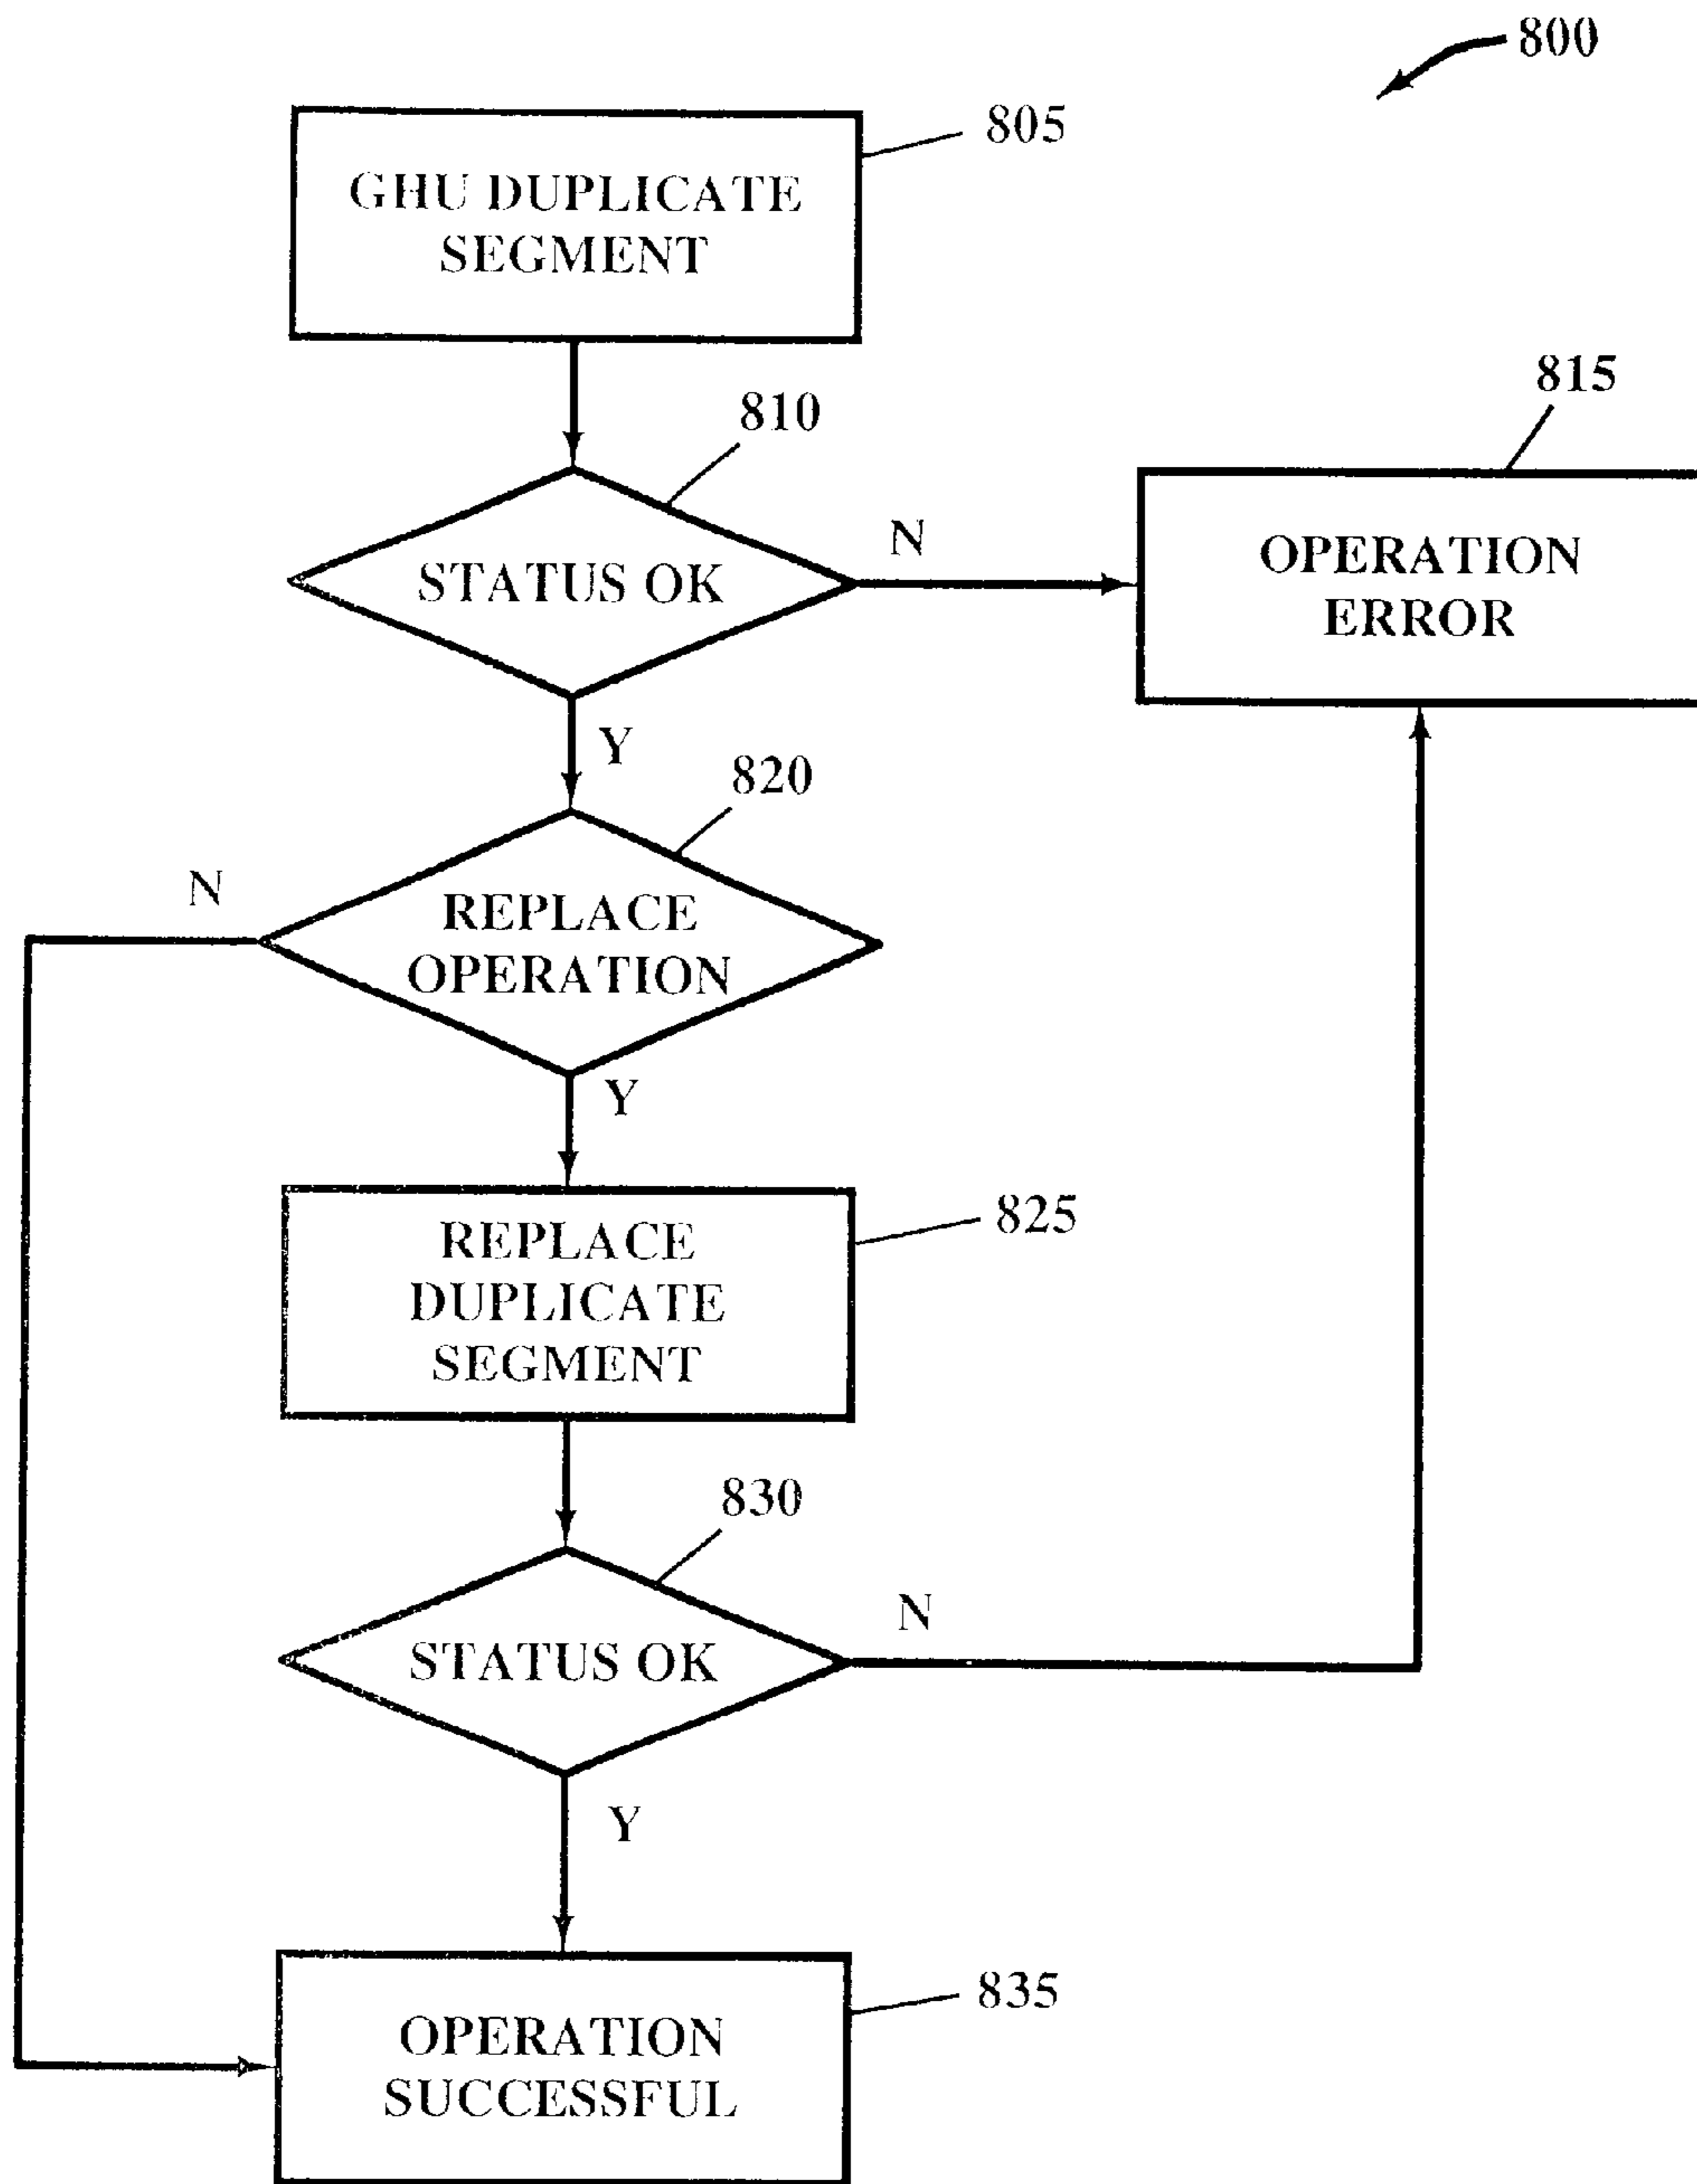 800
805
GHU DUPLICATE
SEGMENT
810
815
STATUS OK
N
OPERATION
ERROR
Y
820
N
REPLACE
OPERATION
Y
825
REPLACE
DUPLICATE
SEGMENT
830
STATUS OK
N
Y
835
OPERATION
SUCCESSFUL